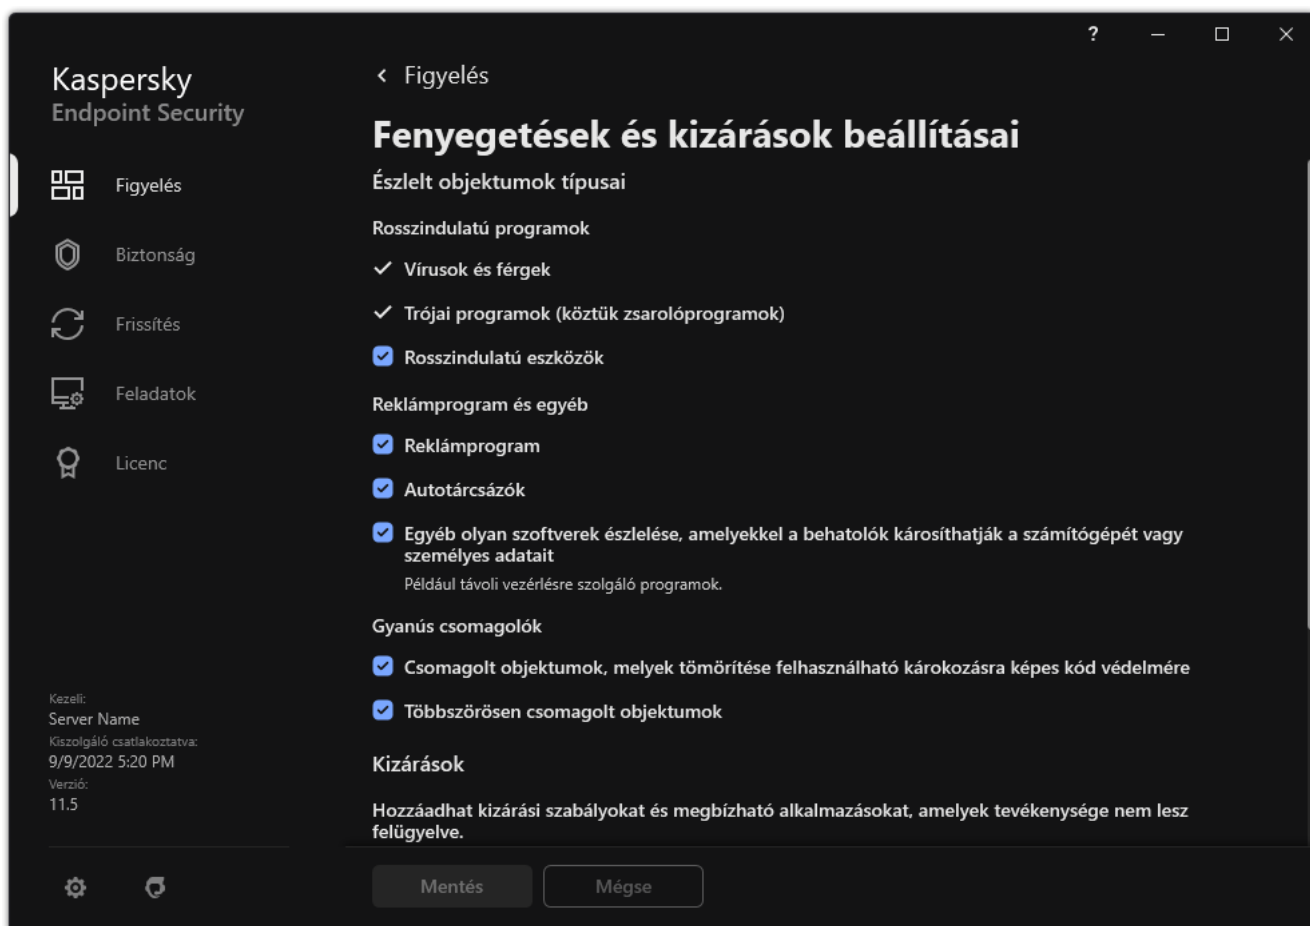 ?
Kaspersky
Endpoint Security
Figyelés
Biztonság
Frissítés
Feladatok
Licenc
Kezeli:
Server Name
Kiszolgáló csatlakoztatva:
9/9/2022 5:20 PM
Verzió:
11.5
Figyelés
Fenyegetések és kizárások beállításai
Észlelt objektumok típusai
Rosszindulatú programok
Vírusok és férgek
Trójai programok (köztük zsarolóprogramok)
Rosszindulatú eszközök
Reklámprogram és egyéb
Reklámprogram
Autotárcsázók
Egyéb olyan szoftverek észlelése, amelyekkel a behatolók károsíthatják a számítógépét vagy
személyes adatait
Például távoli vezérlésre szolgáló programok.
Gyanús csomagolók
Csomagolt objektumok, melyek tömörítése felhasználható károkozásra képes kód védelmére
Többszörösen csomagolt objektumok
Kizárások
Hozzáadhat kizárási szabályokat és megbízható alkalmazásokat, amelyek tevékenysége nem lesz
felügyelve.
Mentés
Mégse